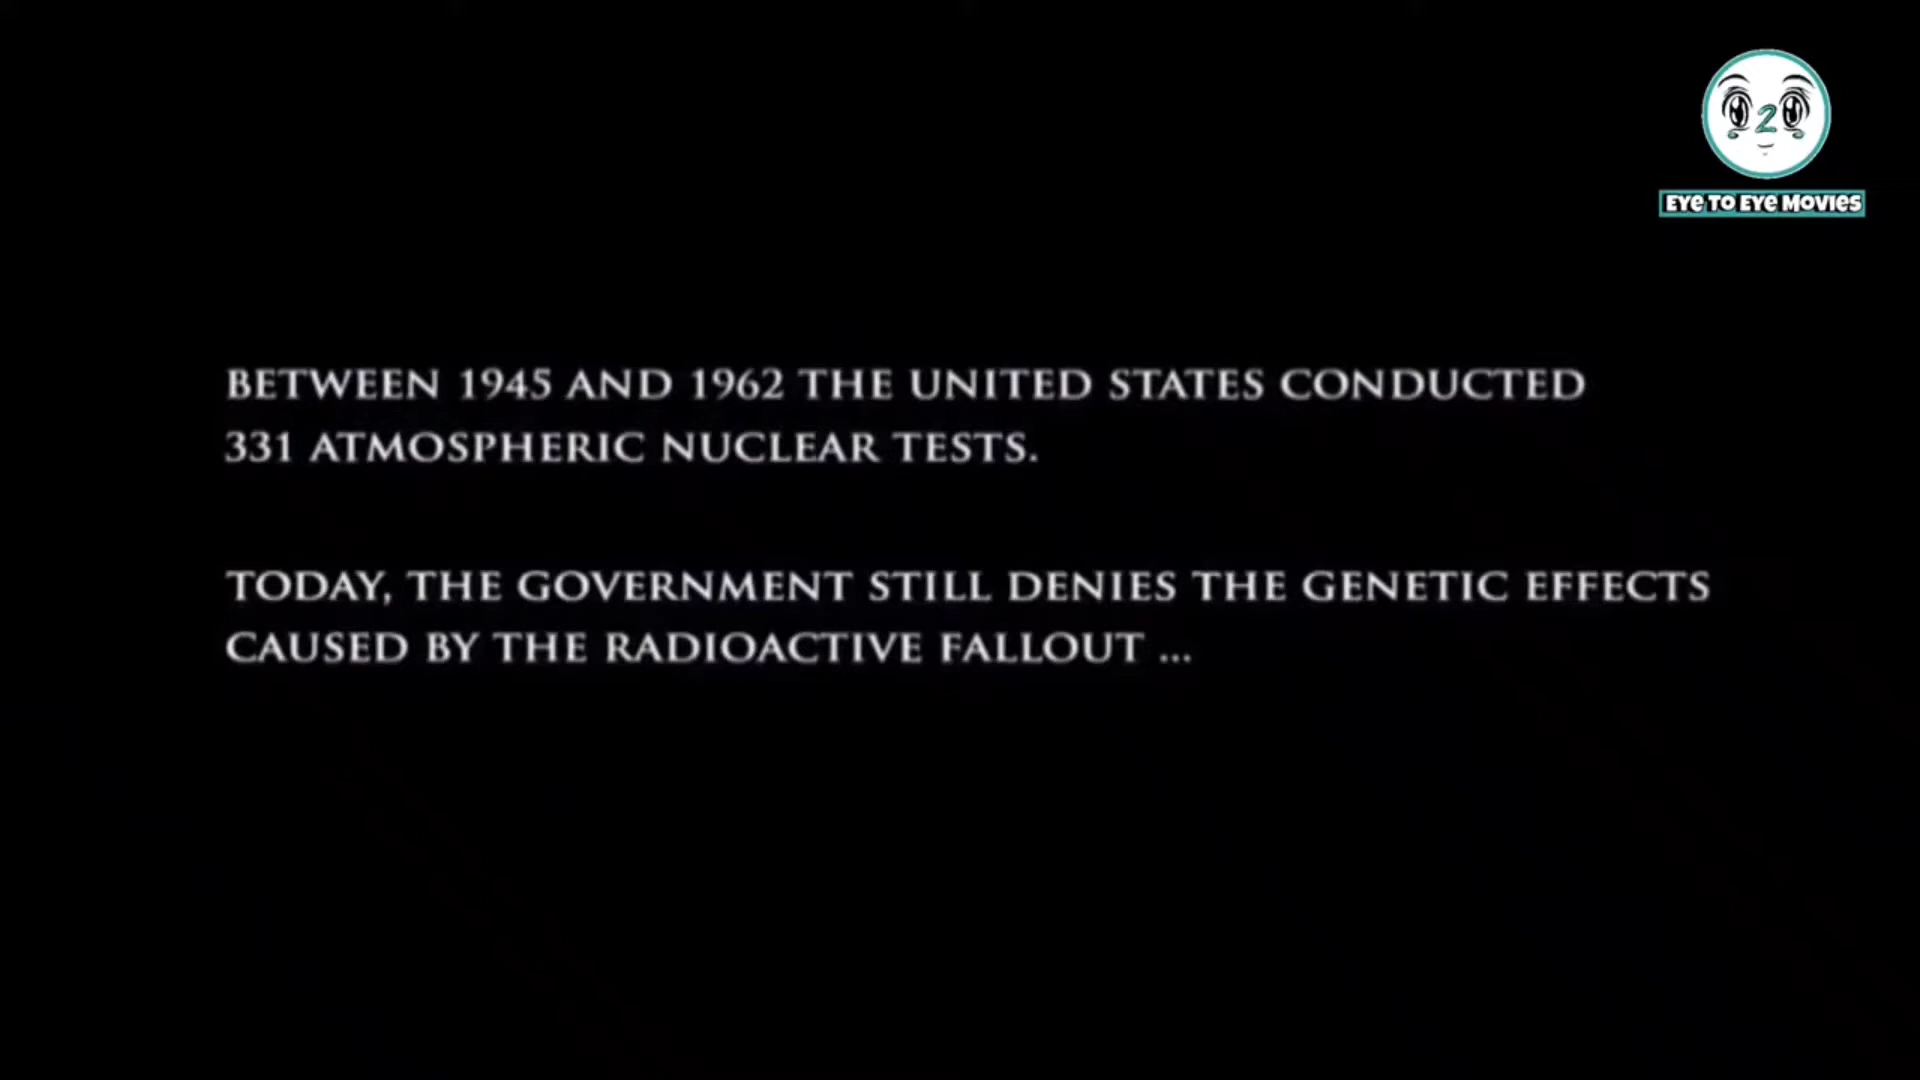 2
EYE TO EYE MOVIES
BETWEEN 1945 AND 1962 THE UNITED STATES CONDUCTED
331 ATMOSPHERIC NUCLEAR TESTS.
TODAY, THE GOVERNMENT STILL DENIES THE GENETIC EFFECTS
CAUSED BY THE RADIOACTIVE FALLOUT ...